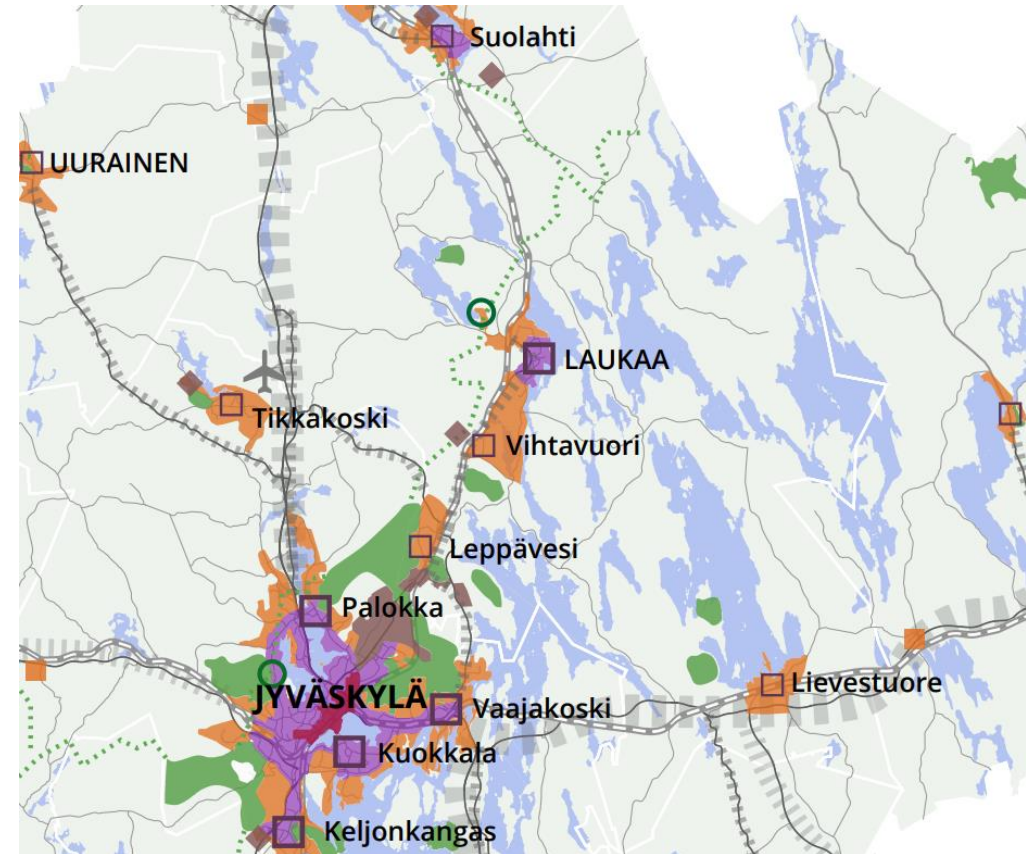 Suolahti
UURAINEN
LAUKAA
Tikkakoski
Vihtavuori
Leppävesi
Palokka
Lievestuore
JYVÄSKYLÄ
Vaajakoski
Kuokkala
Keljonkangas